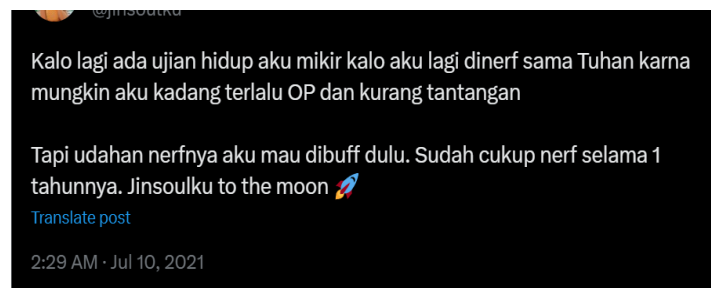 @jinsoutku
Kalo lagi ada ujian hidup aku mikir kalo aku lagi dinerf sama Tuhan karna
mungkin aku kadang terlalu OP dan kurang tantangan
Tapi udahan nerfnya aku mau dibuff dulu. Sudah cukup nerf selama 1
tahunnya. Jinsoulku to the moon 🚀
Translate post
2:29 AM · Jul 10, 2021